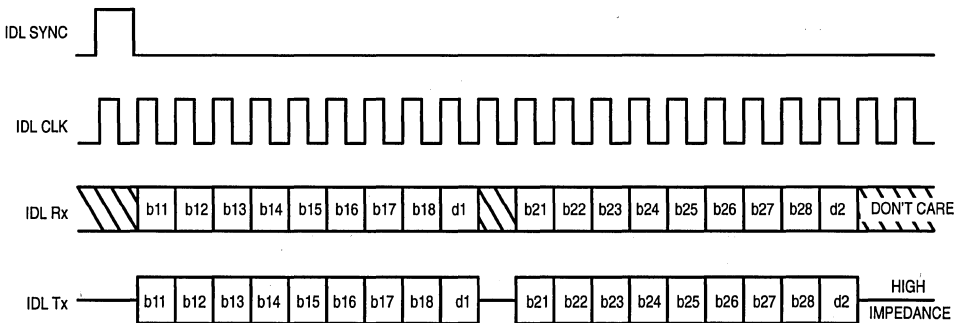 IDL SYNC
IDL CLK
IDL Rx b11 b12 b13 b14 b15 b16 b17 b18 d1 b21 b22 b23 b24 b25 b26 b27 b28 d2 DON'T CARE
IDL Tx b11 b12 b13 b14 b15 b16 b17 b18 d1 b21 b22 b23 b24 b25 b26 b27 b28 d2 HIGH
IMPEDANCE